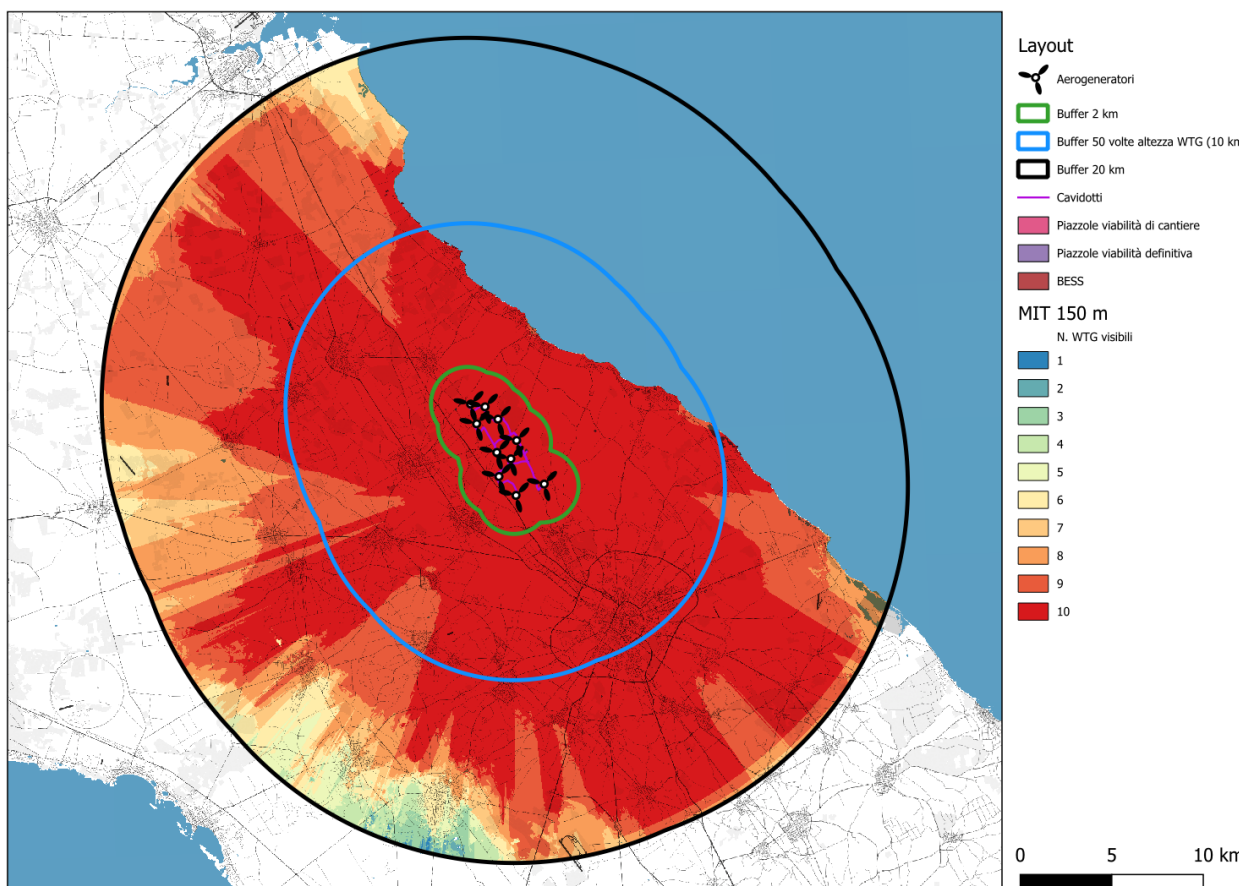 Layout
Aerogeneratori
Buffer 2 km
Buffer 50 volte altezza WTG (10 km
Buffer 20 km
Cavidotti
Piazzole viabilità di cantiere
Piazzole viabilità definitiva
BESS
MIT 150 m
N. WTG visibili
1
2
3
4
5
6
7
8
9
10
0 5 10 km